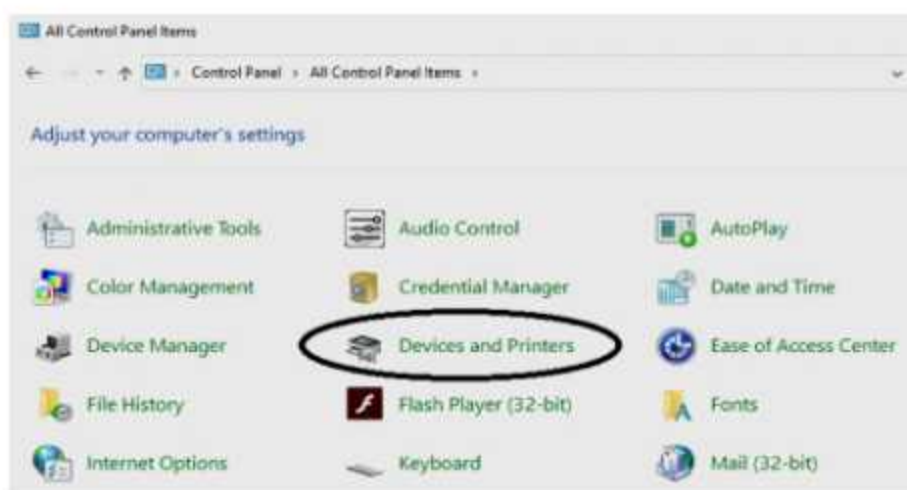 All Control Panel Items
Control Panel › All Control Panel Items ›
Adjust your computer's settings
Administrative Tools Audio Control AutoPlay
Color Management Credential Manager Date and Time
Device Manager Devices and Printers Ease of Access Center
File History Flash Player (32-bit) Fonts
Internet Options Keyboard Mail (32-bit)